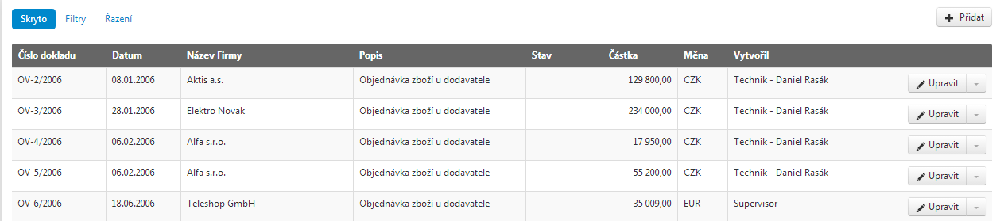 Skryto Filtry Řazení Přidat
Číslo dokladu Datum Název Firmy Popis Stav Částka Měna Vytvořil
OV-2/2006 08.01.2006 Aktis a.s. Objednávka zboží u dodavatele 129 800,00 CZK Technik - Daniel Rasák Upravit
OV-3/2006 28.01.2006 Elektro Novak Objednávka zboží u dodavatele 234 000,00 CZK Technik - Daniel Rasák Upravit
OV-4/2006 06.02.2006 Alfa s.r.o. Objednávka zboží u dodavatele 17 950,00 CZK Technik - Daniel Rasák Upravit
OV-5/2006 06.02.2006 Alfa s.r.o. Objednávka zboží u dodavatele 55 200,00 CZK Technik - Daniel Rasák Upravit
OV-6/2006 18.06.2006 Teleshop GmbH Objednávka zboží u dodavatele 35 009,00 EUR Supervisor Upravit